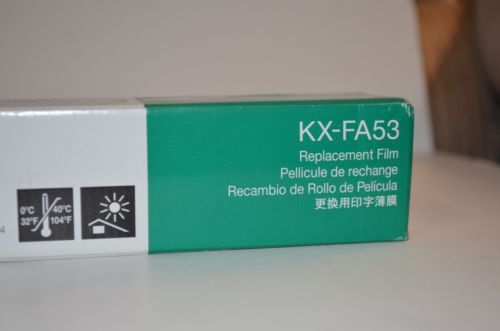 KX-FA53
Replacement Film
Pellicule de rechange
Recambio de Rollo de Película
更換用印字薄膜
0°C 40°C
32°F 104°F
4